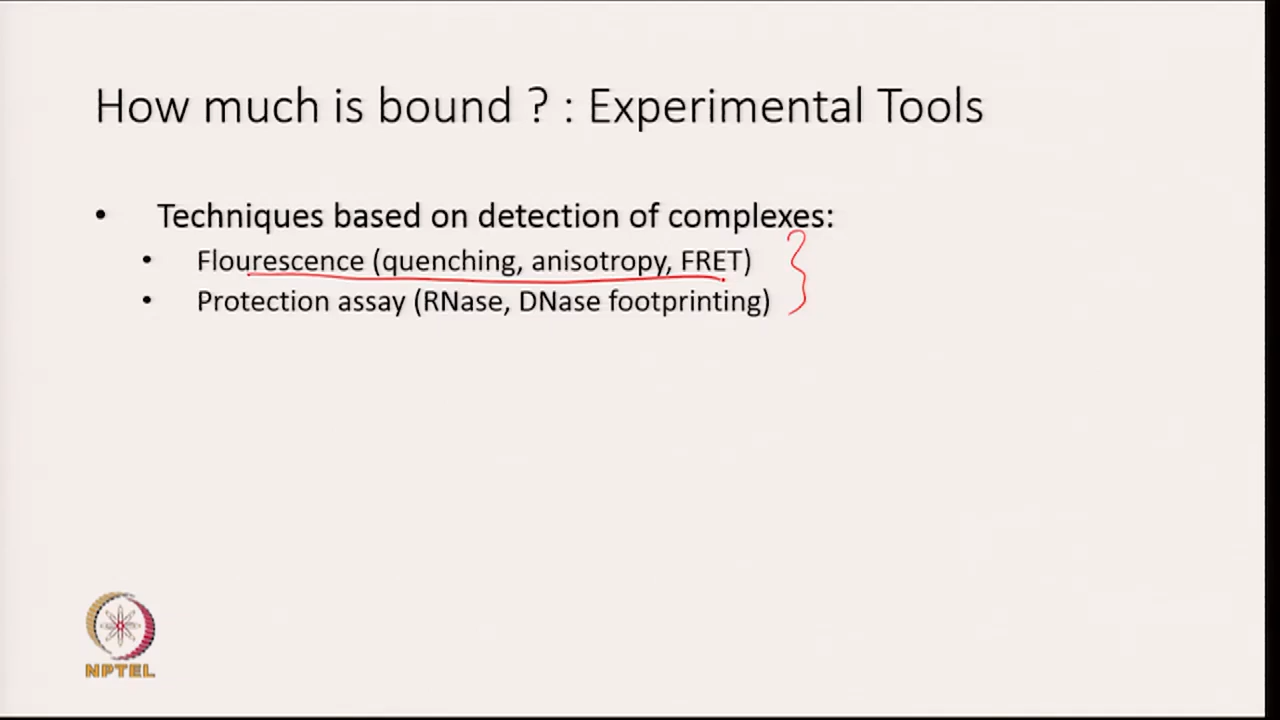 How much is bound ? : Experimental Tools
• Techniques based on detection of complexes:
• Flourescence (quenching, anisotropy, FRET)
• Protection assay (RNase, DNase footprinting)
NPTEL